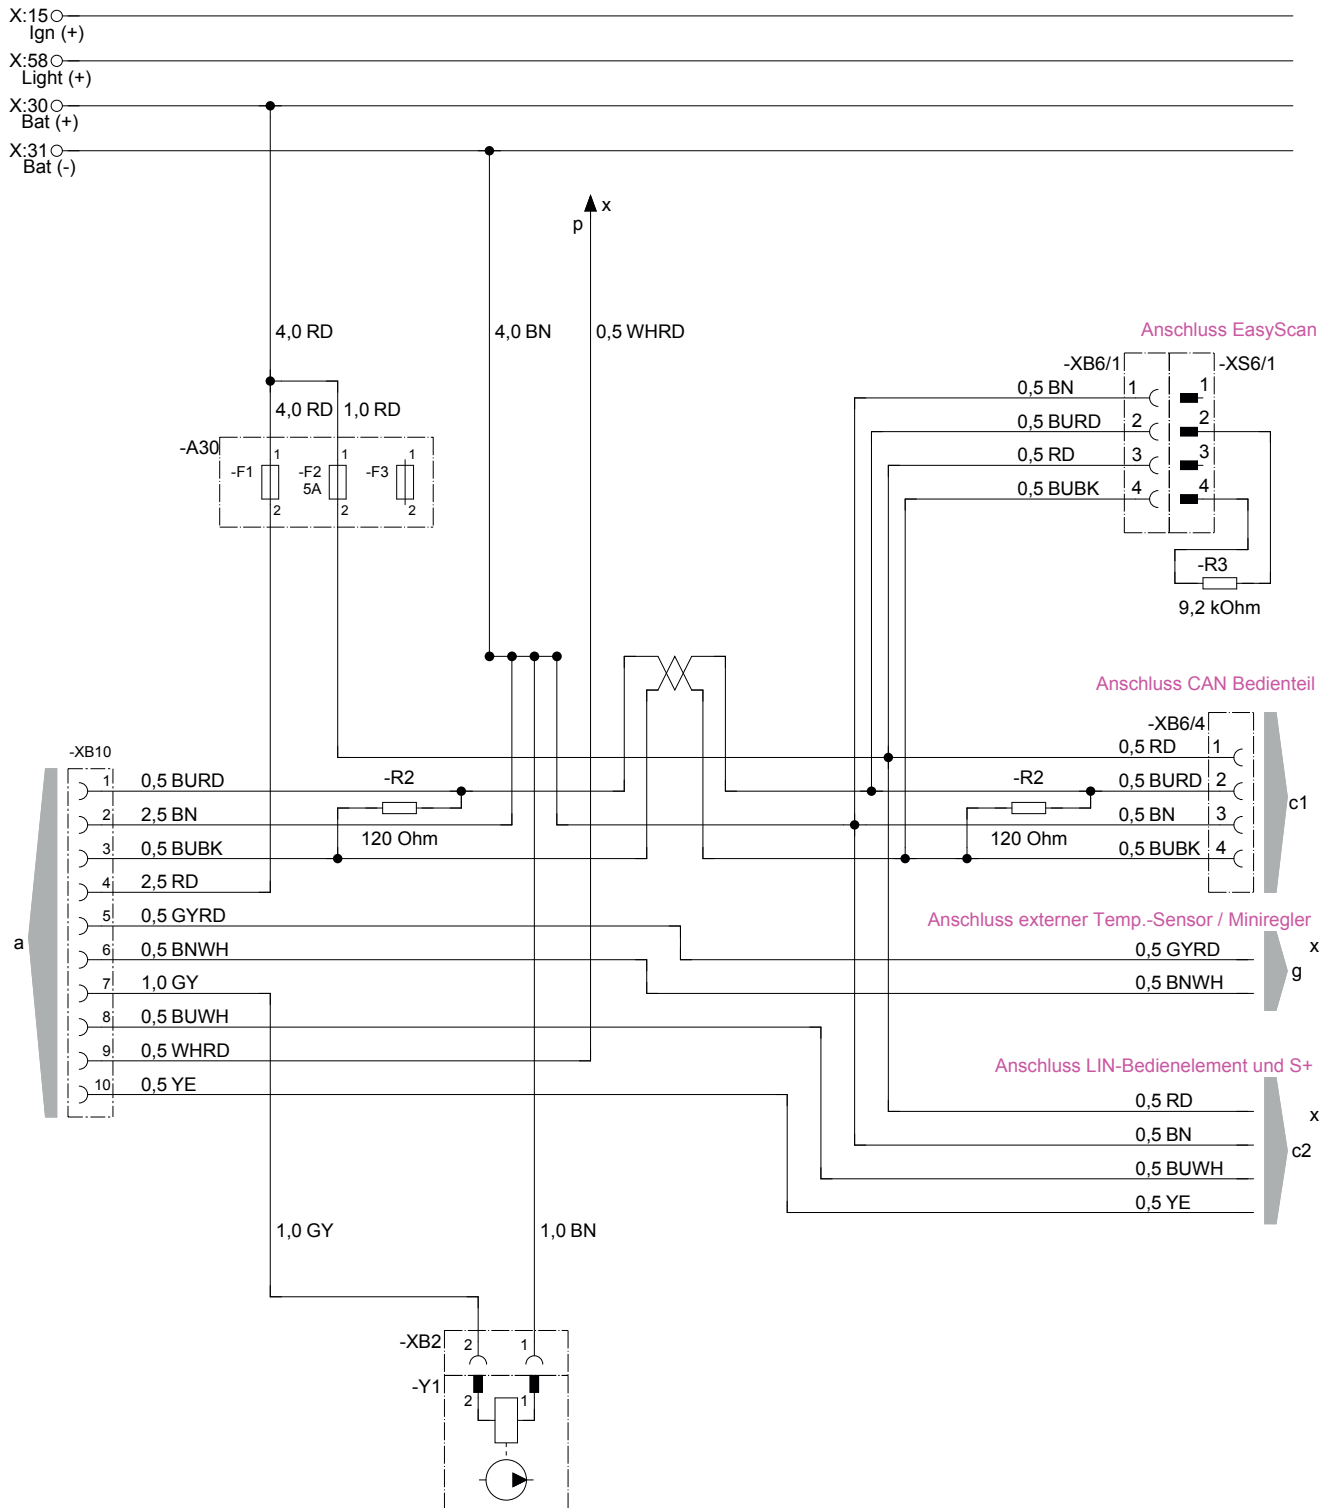 X:15
Ign (+)
X:58
Light (+)
X:30
Bat (+)
X:31
Bat (-)
x
p
4,0 RD
4,0 BN
0,5 WHRD
Anschluss EasyScan
-XB6/1
-XS6/1
0,5 BN
1
1
0,5 BURD
2
2
0,5 RD
3
3
0,5 BUBK
4
4
-R3
9,2 kOhm
4,0 RD
1,0 RD
-A30
1
1
1
-F1
-F2
5A
-F3
2
2
2
Anschluss CAN Bedienteil
-XB6/4
0,5 RD
1
0,5 BURD
2
0,5 BN
3
0,5 BUBK
4
c1
-R2
120 Ohm
-R2
120 Ohm
-XB10
a
1
0,5 BURD
2
2,5 BN
3
0,5 BUBK
4
2,5 RD
5
0,5 GYRD
6
0,5 BNWH
7
1,0 GY
8
0,5 BUWH
9
0,5 WHRD
10
0,5 YE
Anschluss externer Temp.-Sensor / Miniregler
0,5 GYRD
x
0,5 BNWH
g
Anschluss LIN-Bedienelement und S+
0,5 RD
x
0,5 BN
c2
0,5 BUWH
0,5 YE
1,0 GY
1,0 BN
-XB2
2
1
-Y1
2
1